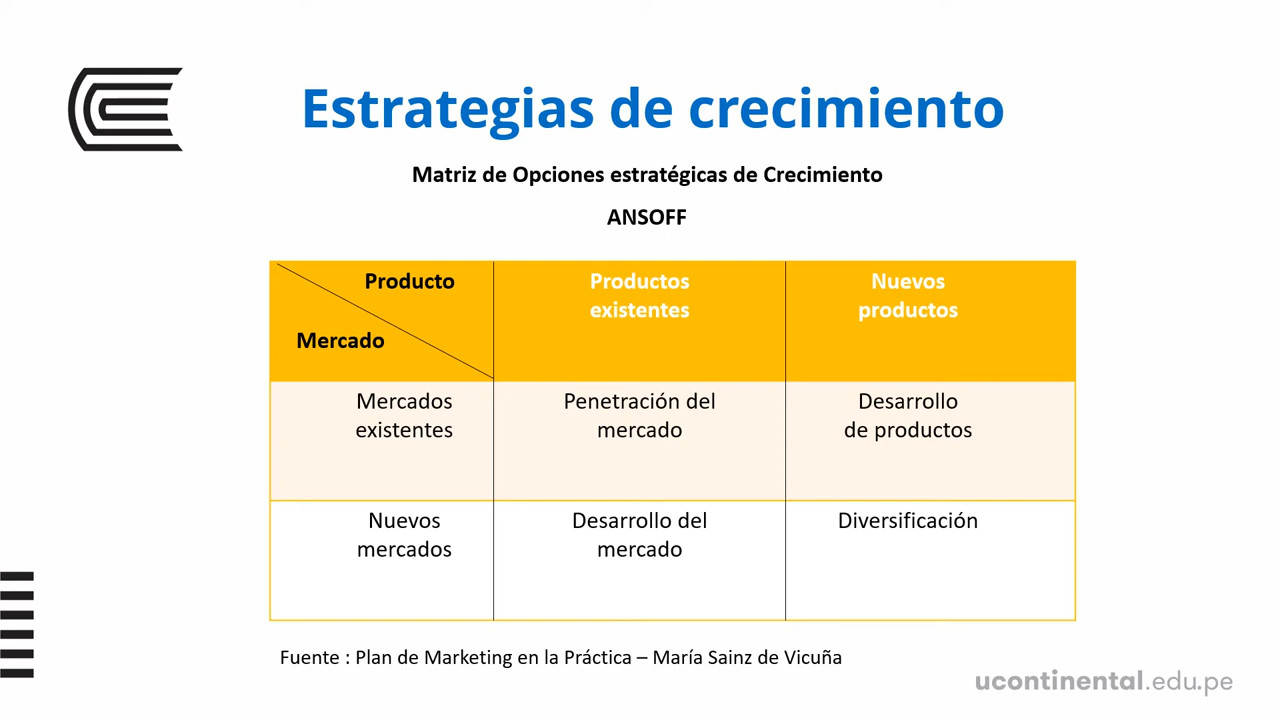 Estrategias de crecimiento
Matriz de Opciones estratégicas de Crecimiento
ANSOFF
Producto
Mercado
Productos
existentes
Nuevos
productos
Mercados
existentes
Penetración del
mercado
Desarrollo
de productos
Nuevos
mercados
Desarrollo del
mercado
Diversificación
Fuente : Plan de Marketing en la Práctica – María Sainz de Vicuña
ucontinental.edu.pe